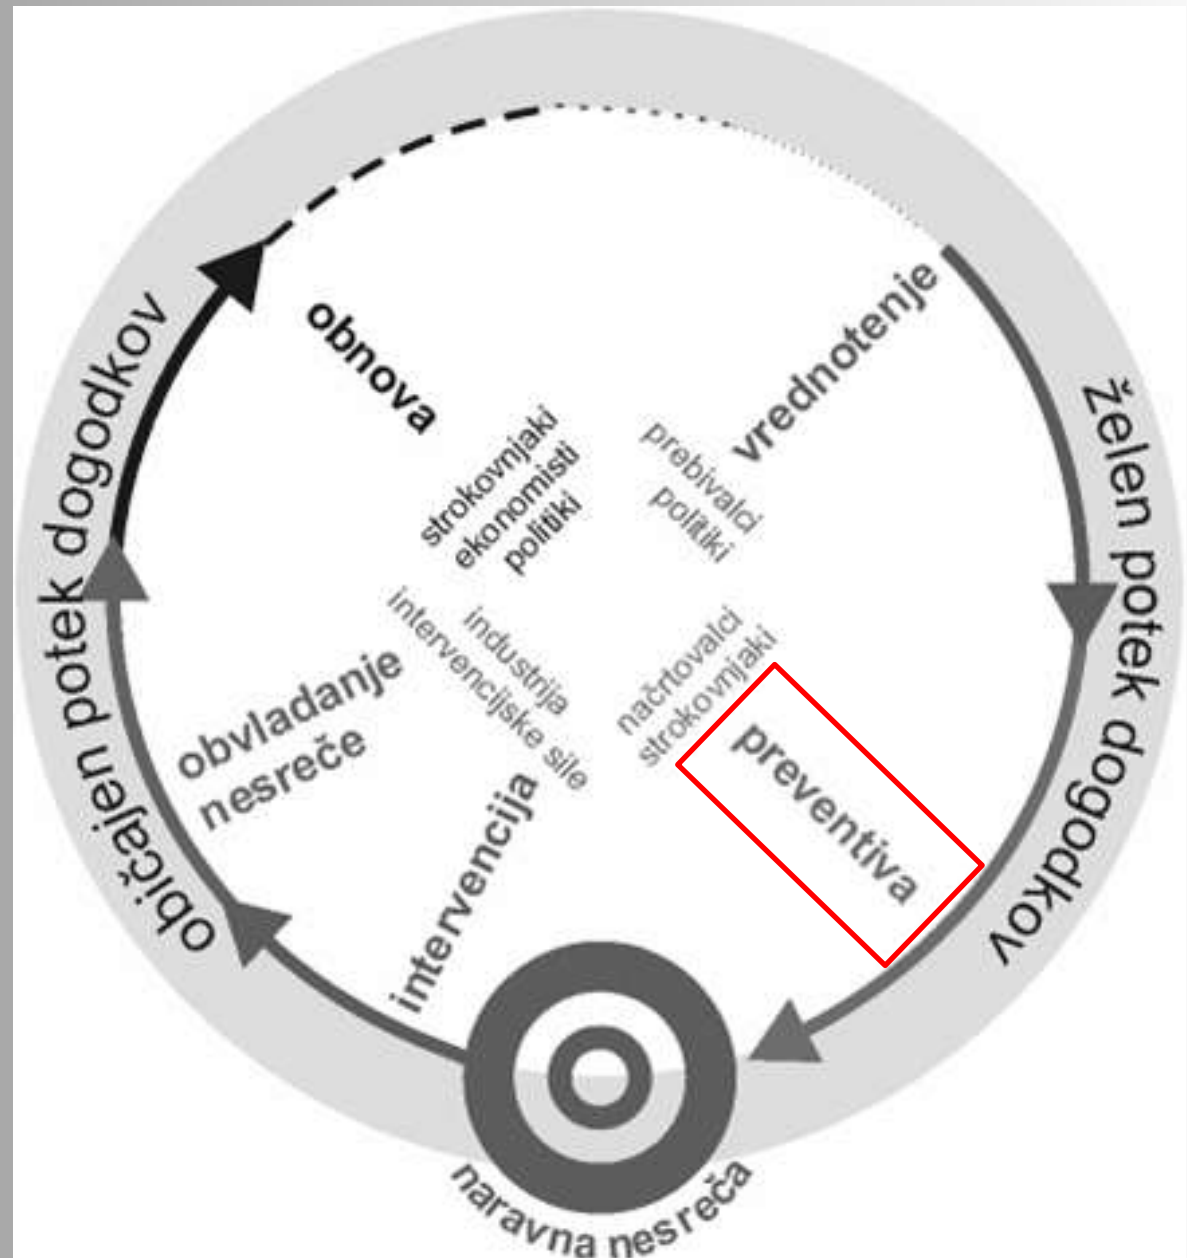 običajen potek dogodkov
želen potek dogodkov
obnova
vrednotenje
strokovnjaki
ekonomisti
politiki
prebivalci
politiki
industrija
intervencijske sile
načrtovalci
strokovnjaki
obvladanje
nesreče
intervencija
preventiva
naravna nesreča